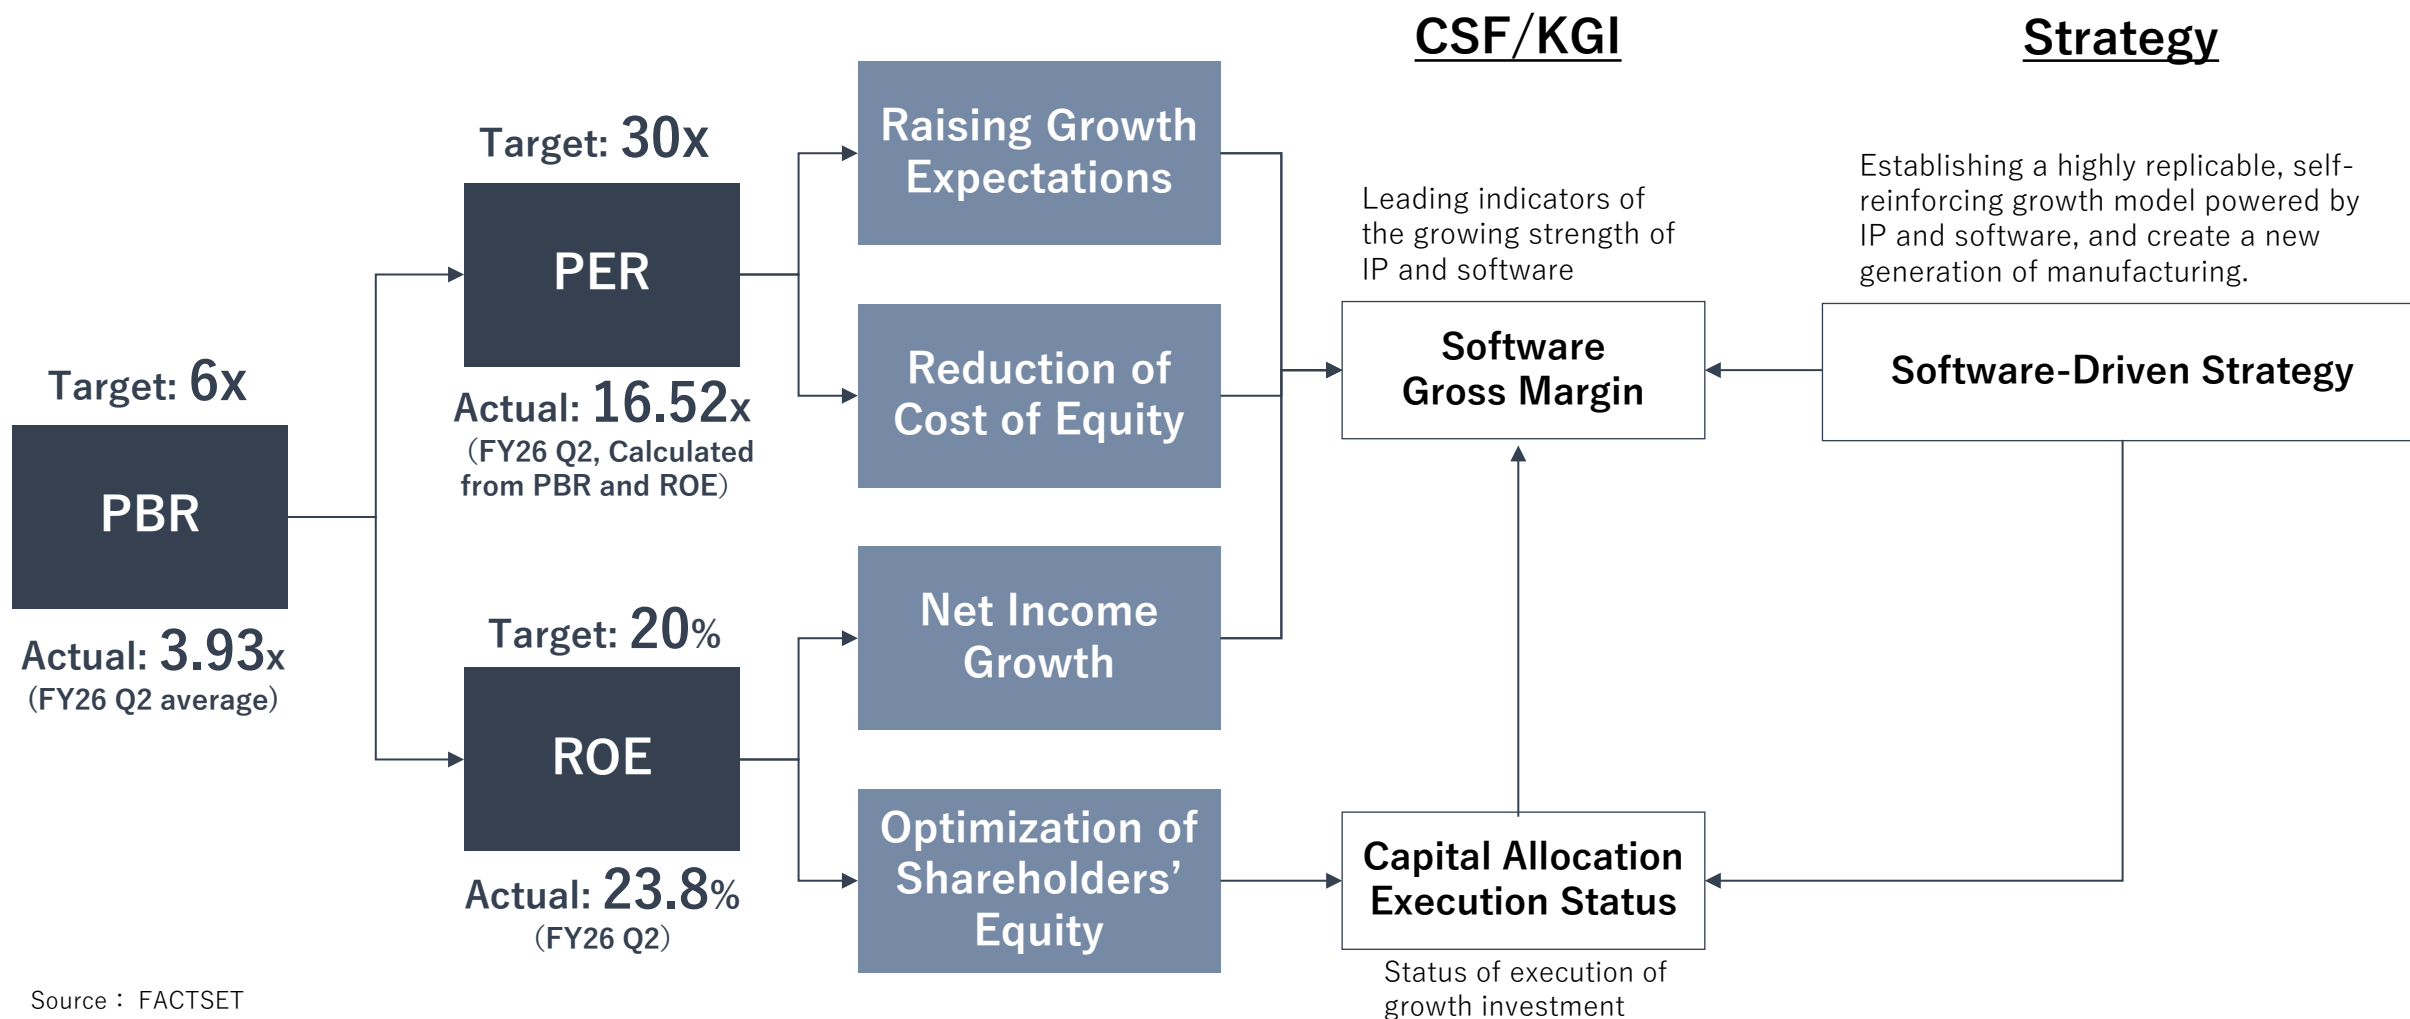 CSF/KGI
Strategy
Target: 6x
PBR
Actual: 3.93x
(FY26 Q2 average)
Target: 30x
PER
Actual: 16.52x
(FY26 Q2, Calculated
from PBR and ROE)
Target: 20%
ROE
Actual: 23.8%
(FY26 Q2)
Raising Growth
Expectations
Reduction of
Cost of Equity
Net Income
Growth
Optimization of
Shareholders’
Equity
Leading indicators of
the growing strength of
IP and software
Software
Gross Margin
Capital Allocation
Execution Status
Status of execution of
growth investment
Establishing a highly replicable, self-
reinforcing growth model powered by
IP and software, and create a new
generation of manufacturing.
Software-Driven Strategy
Source： FACTSET